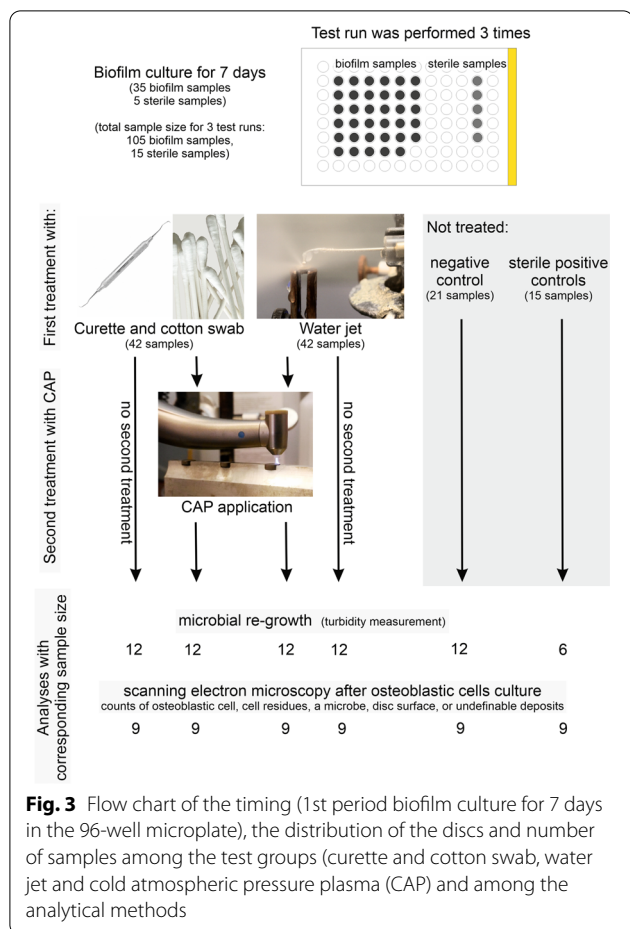 Test run was performed 3 times
biofilm samples sterile samples
Biofilm culture for 7 days
(35 biofilm samples
5 sterile samples)
(total sample size for 3 test runs:
105 biofilm samples,
15 sterile samples)
First treatment with:
Curette and cotton swab
(42 samples)
Water jet
(42 samples)
Not treated:
negative
control
(21 samples)
sterile positive
controls
(15 samples)
Second treatment with CAP
no second treatment
CAP application
no second treatment
Analyses with
corresponding sample size
microbial re-growth (turbidity measurement)
12 12 12 12 12 6
scanning electron microscopy after osteoblastic cells culture
counts of osteoblastic cell, cell residues, a microbe, disc surface, or undefinable deposits
9 9 9 9 9 9
Fig. 3 Flow chart of the timing (1st period biofilm culture for 7 days
in the 96-well microplate), the distribution of the discs and number
of samples among the test groups (curette and cotton swab, water
jet and cold atmospheric pressure plasma (CAP) and among the
analytical methods